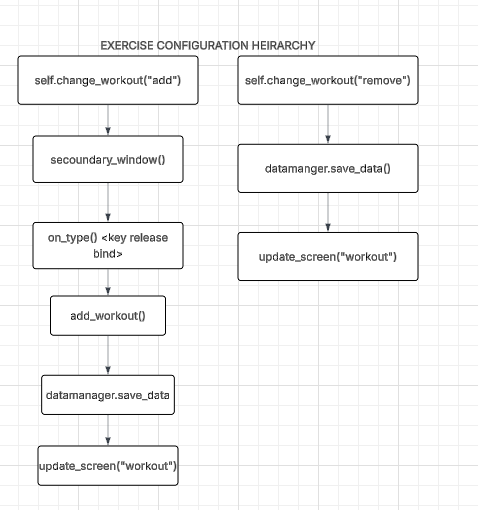 EXERCISE CONFIGURATION HEIRARCHY
self.change_workout("add")
secoundary_window()
on_type() <key release
bind>
add_workout()
datamanager.save_data
update_screen("workout")
self.change_workout("remove")
datamanger.save_data()
update_screen("workout")